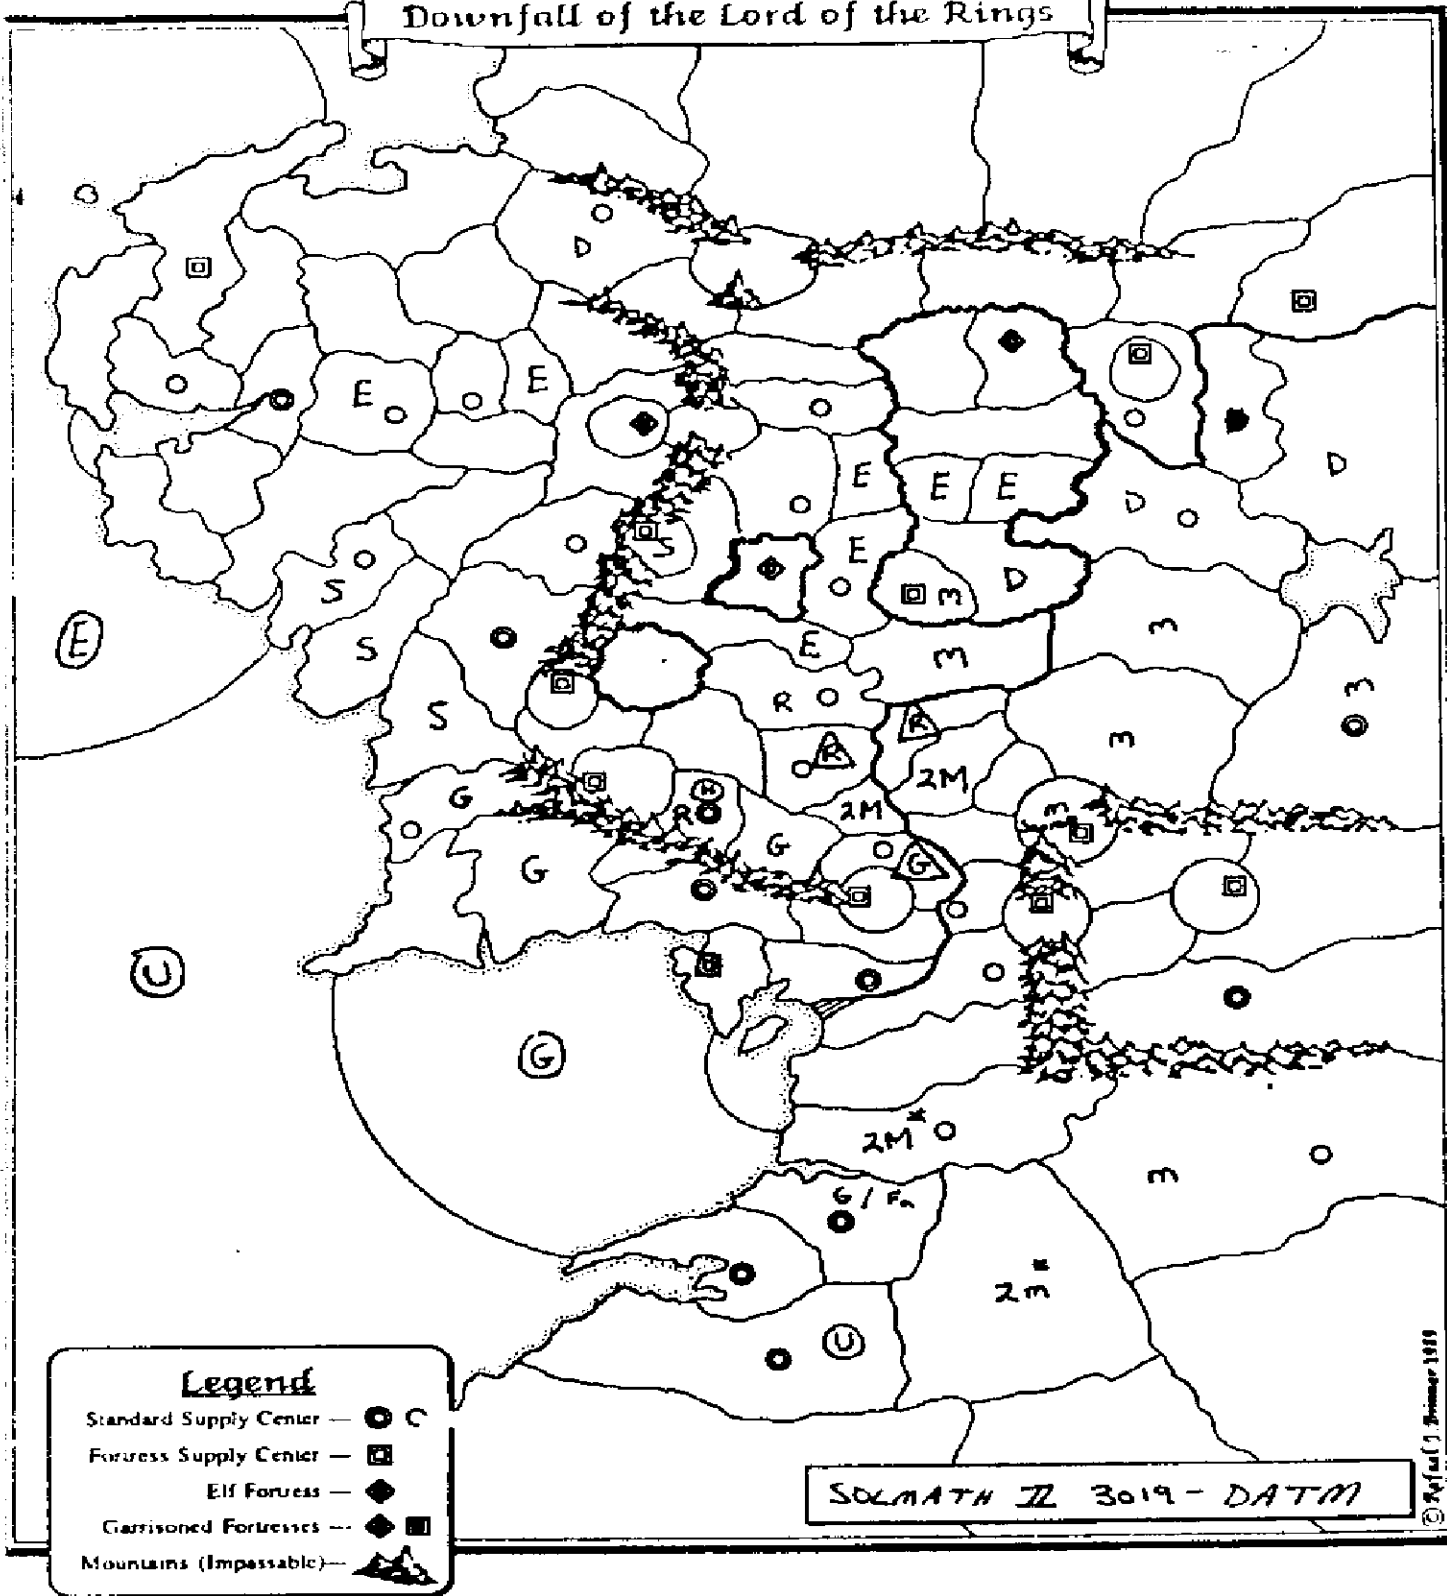 Downfall of the Lord of the Rings
D
E
E
E
E
E
D
D
S
E
D
M
S
E
M
M
S
R
M
E
S
R
M
R
2M
M
G
2M
M
R
G
G
G
U
G
2M*
M
G / Fa
2m*
U
Legend
Standard Supply Center —
Fortress Supply Center —
Elf Fortress —
Garrisoned Fortresses —
Mountains (Impassable) —
SOLMATH II 3019 - DATM